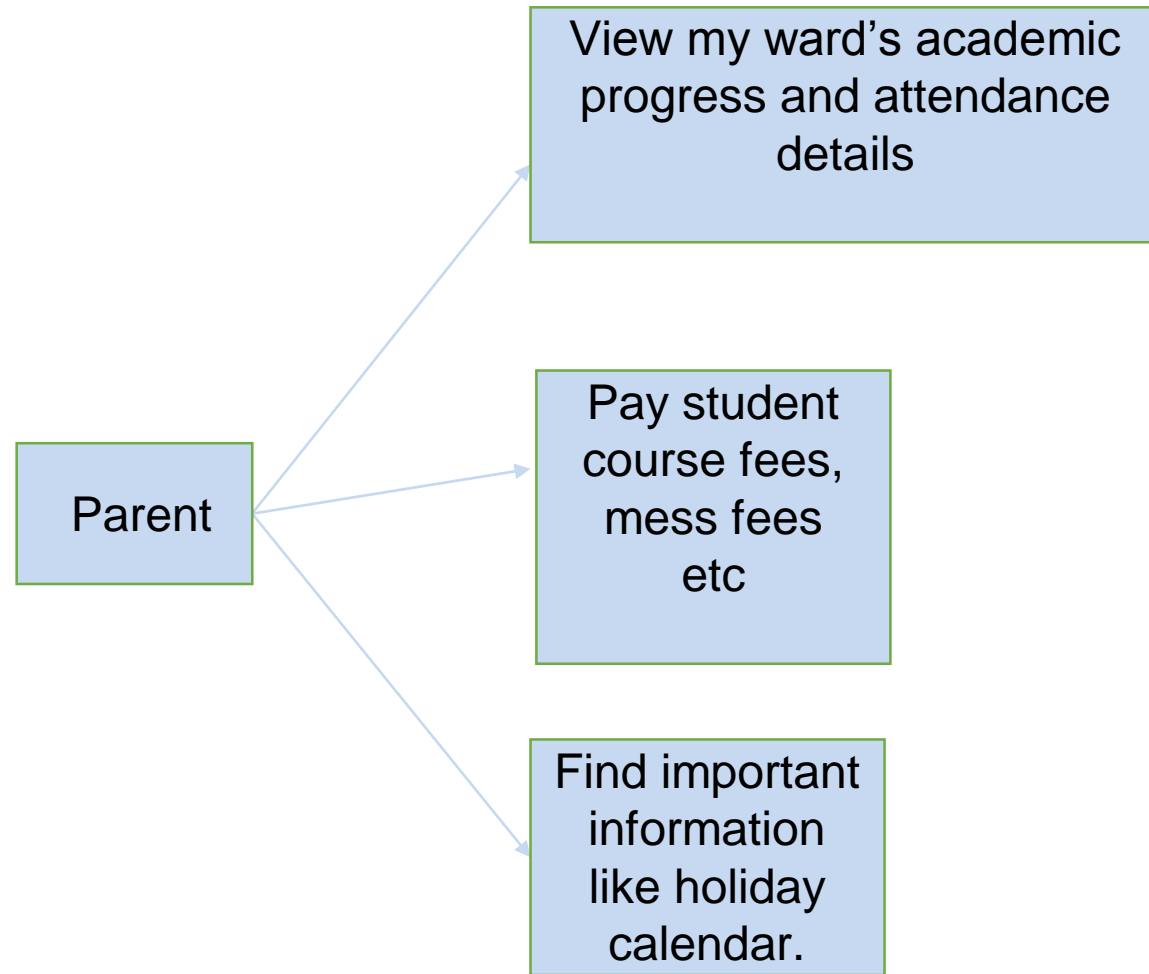 View my ward’s academic
progress and attendance
details
Parent
Pay student
course fees,
mess fees
etc
Find important
information
like holiday
calendar.